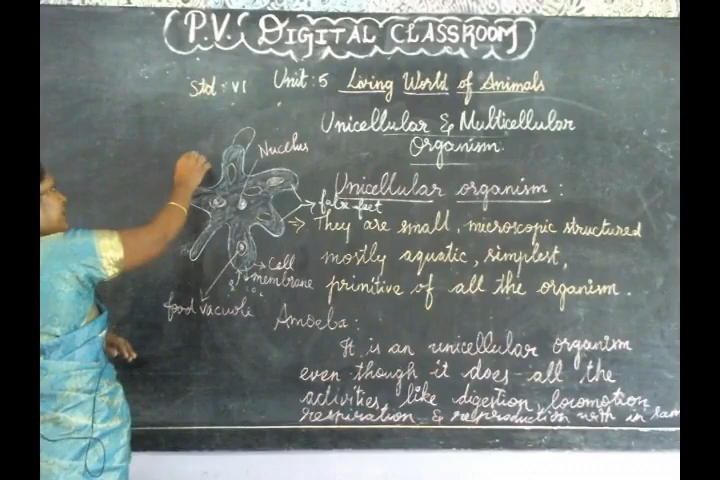 P.V. DIGITAL CLASSROOM
Std : VI Unit : 5 Living World of Animals
Unicellular & Multicellular
Organism.
Nucelus
Unicellular organism :
false feet
They are small, microscopic structured
mostly aquatic, simplest,
primitive of all the organism.
Cell
membrane
food vacuole
Amoeba :
It is an unicellular organism
even though it does all the
activities like digestion, locomotion,
respiration & reproduction with in